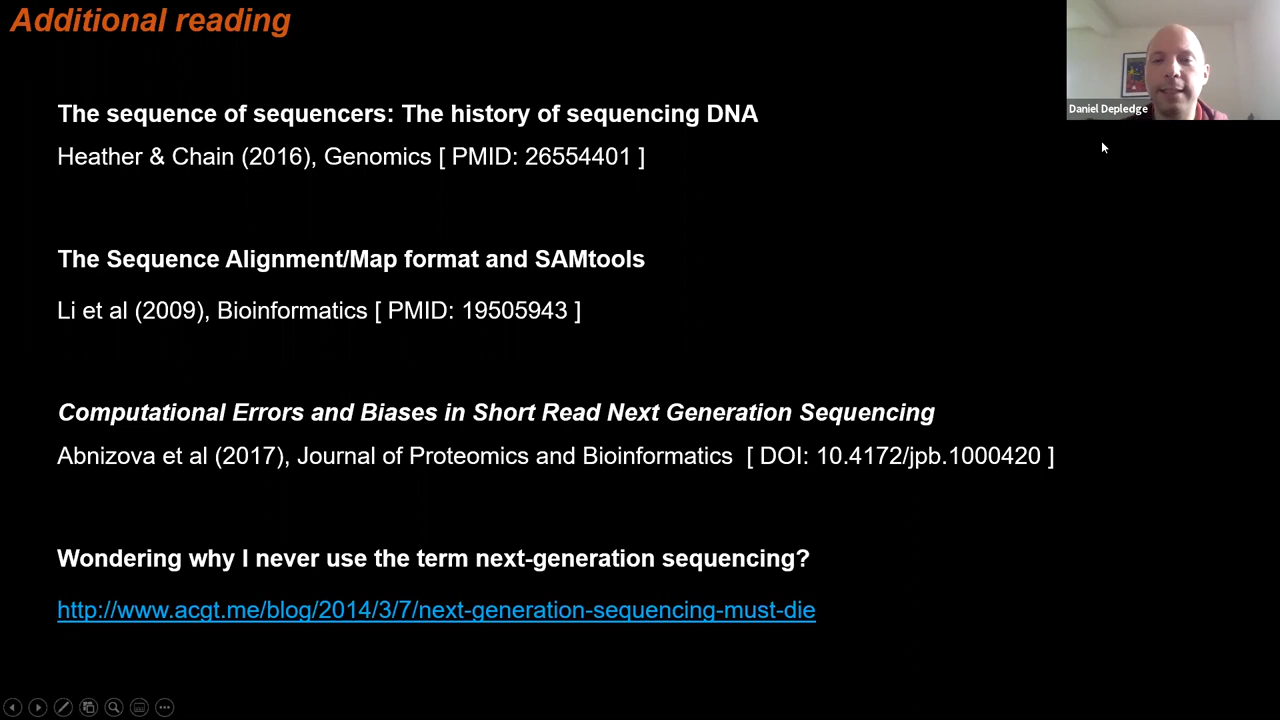 Additional reading
Daniel Depledge
The sequence of sequencers: The history of sequencing DNA
Heather & Chain (2016), Genomics [ PMID: 26554401 ]
The Sequence Alignment/Map format and SAMtools
Li et al (2009), Bioinformatics [ PMID: 19505943 ]
Computational Errors and Biases in Short Read Next Generation Sequencing
Abnizova et al (2017), Journal of Proteomics and Bioinformatics [ DOI: 10.4172/jpb.1000420 ]
Wondering why I never use the term next-generation sequencing?
http://www.acgt.me/blog/2014/3/7/next-generation-sequencing-must-die